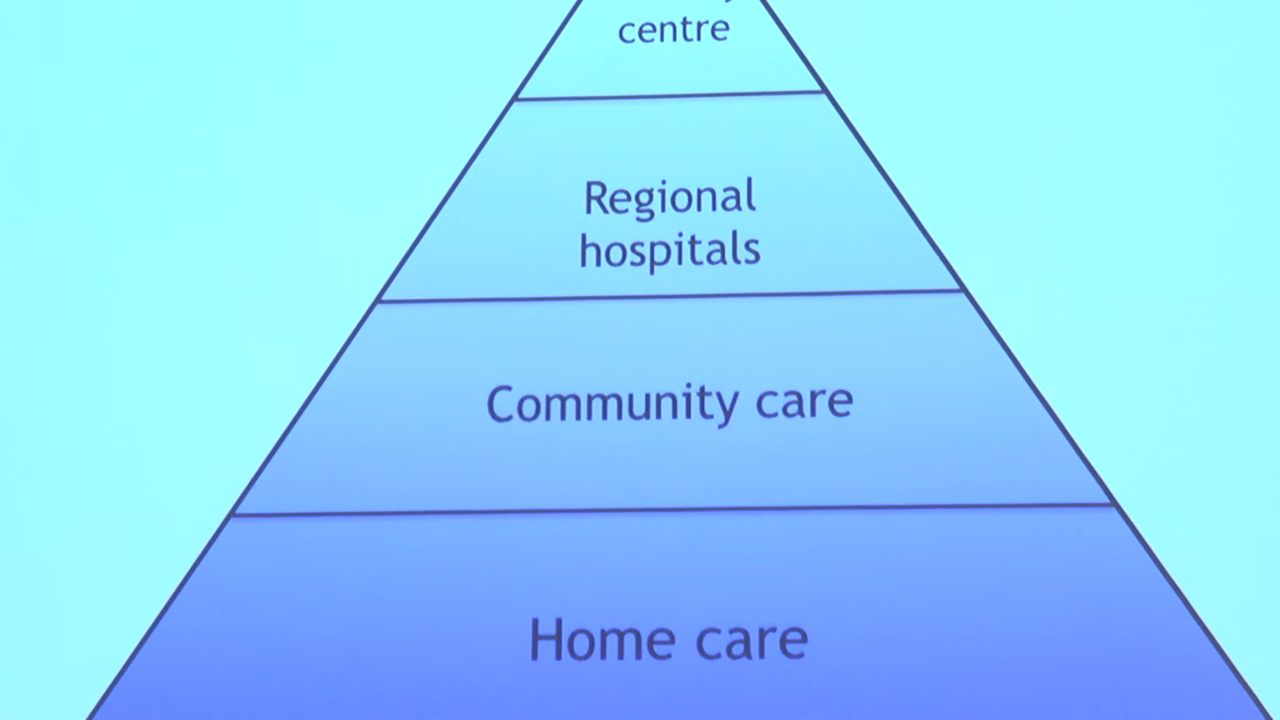 centre
Regional
hospitals
Community care
Home care